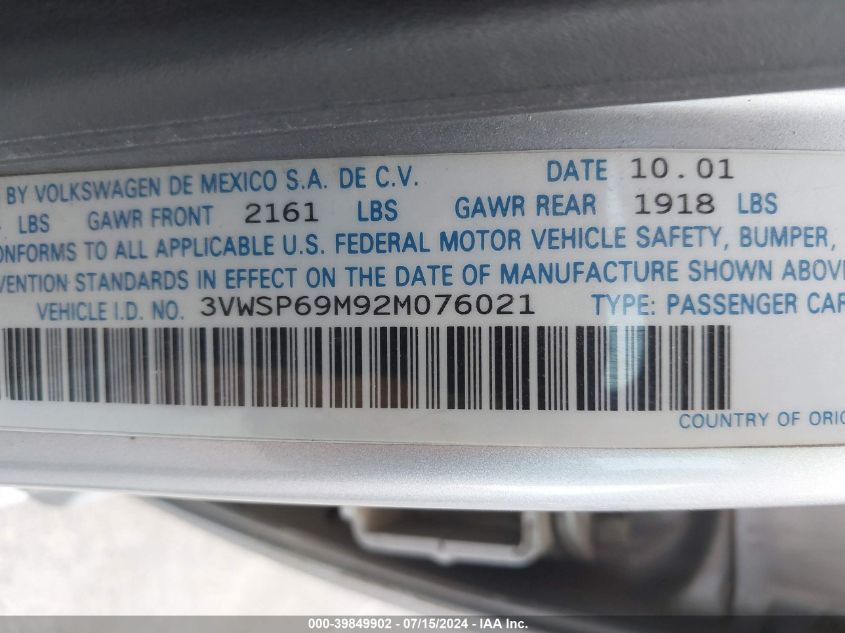 BY VOLKSWAGEN DE MEXICO S.A. DE C.V. DATE 10.01
LBS GAWR FRONT 2161 LBS GAWR REAR 1918 LBS
ONFORMS TO ALL APPLICABLE U.S. FEDERAL MOTOR VEHICLE SAFETY, BUMPER,
VENTION STANDARDS IN EFFECT ON THE DATE OF MANUFACTURE SHOWN ABOVE
VEHICLE I.D. NO. 3VWSP69M92M076021 TYPE: PASSENGER CAR
COUNTRY OF ORIG
000-39849902 - 07/15/2024 - IAA Inc.